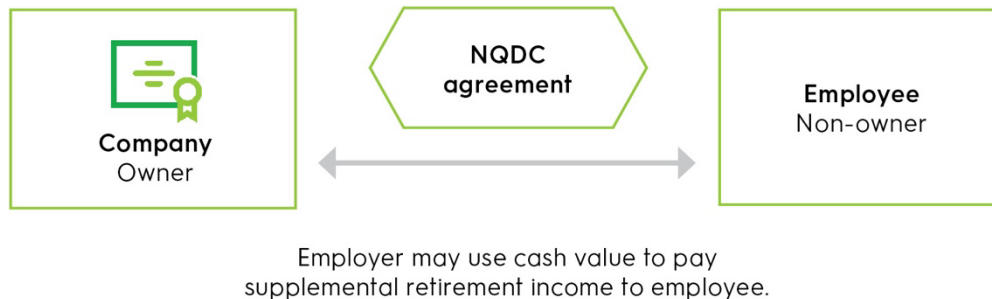 Company
Owner
NQDC
agreement
Employee
Non-owner
Employer may use cash value to pay
supplemental retirement income to employee.